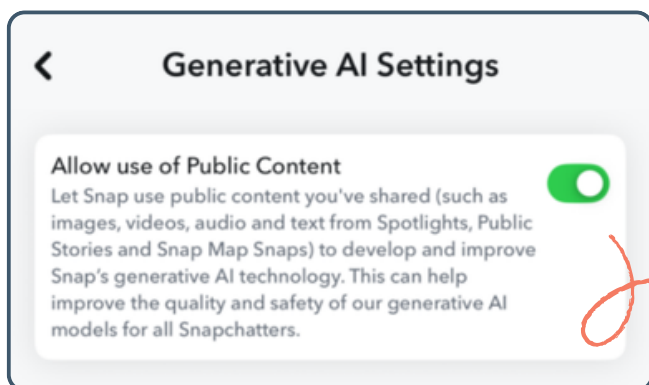 Generative AI Settings
Allow use of Public Content
Let Snap use public content you've shared (such as
images, videos, audio and text from Spotlights, Public
Stories and Snap Map Snaps) to develop and improve
Snap's generative AI technology. This can help
improve the quality and safety of our generative AI
models for all Snapchatters.